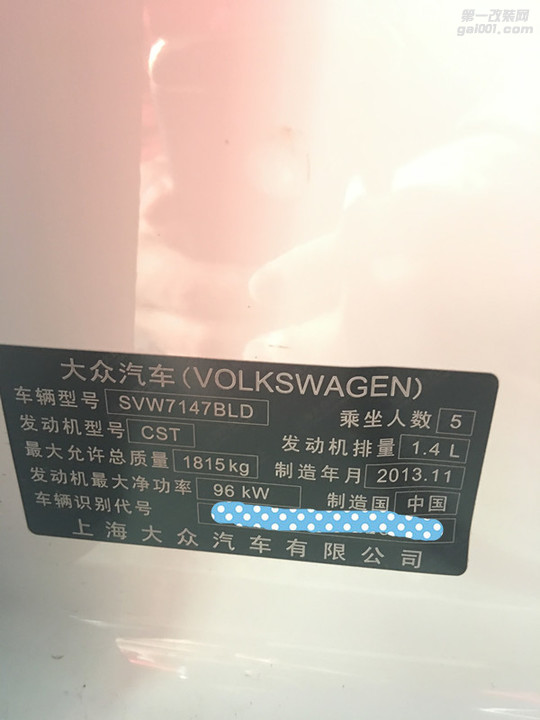 第一改装网
gai001.com
大众汽车(VOLKSWAGEN)
车辆型号 SVW7147BLD 乘坐人数 5
发动机型号 CST 发动机排量 1.4 L
最大允许总质量 1815kg 制造年月 2013.11
发动机最大净功率 96 kW 制造国 中国
车辆识别代号
上海大众汽车有限公司